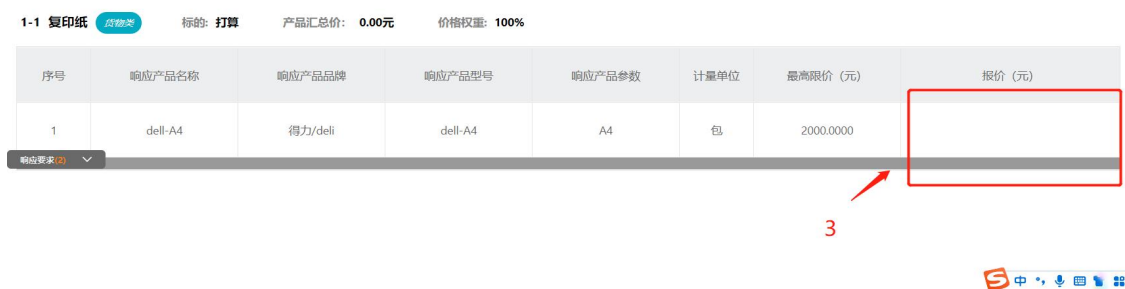 1-1 复印纸 货物类 标的: 打算 产品汇总价: 0.00元 价格权重: 100%
序号 响应产品名称 响应产品品牌 响应产品型号 响应产品参数 计量单位 最高限价（元） 报价（元）
1 dell-A4 得力/deli dell-A4 A4 包 2000.0000
响应要求(2)
3
S 中